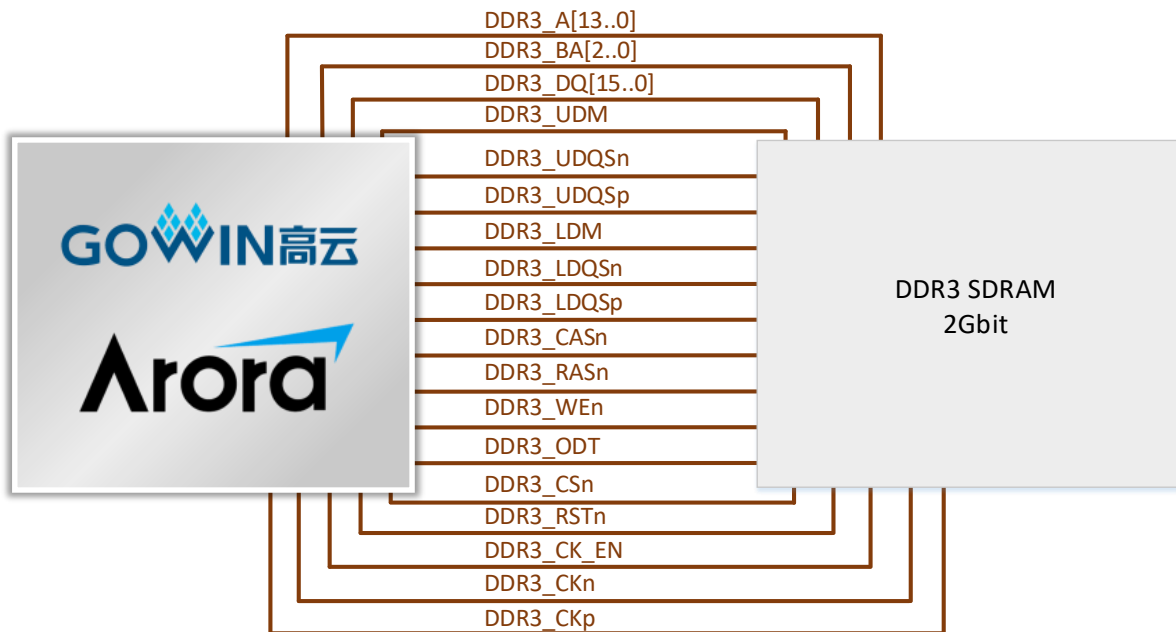 DDR3_A[13..0]
DDR3_BA[2..0]
DDR3_DQ[15..0]
DDR3_UDM
DDR3_UDQSn
DDR3_UDQSp
DDR3_LDM
DDR3_LDQSn
DDR3_LDQSp
DDR3_CASn
DDR3_RASn
DDR3_WEn
DDR3_ODT
DDR3_CSn
DDR3_RSTn
DDR3_CK_EN
DDR3_CKn
DDR3_CKp
GOWIN高云
Arora
DDR3 SDRAM
2Gbit